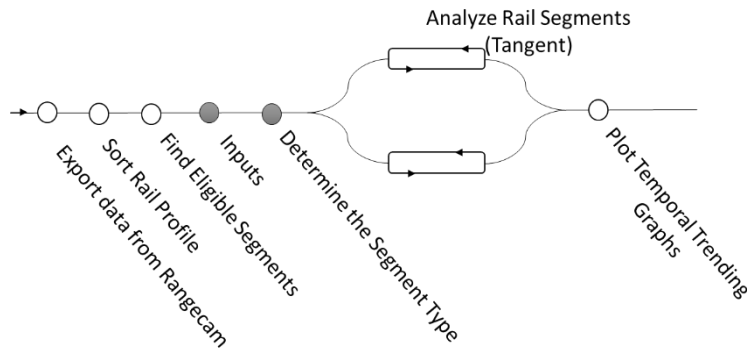 Analyze Rail Segments
(Tangent)
Export data from Rangecam
Sort Rail Profile
Find Eligible Segments
Inputs
Determine the Segment Type
Plot Temporal Trending
Graphs